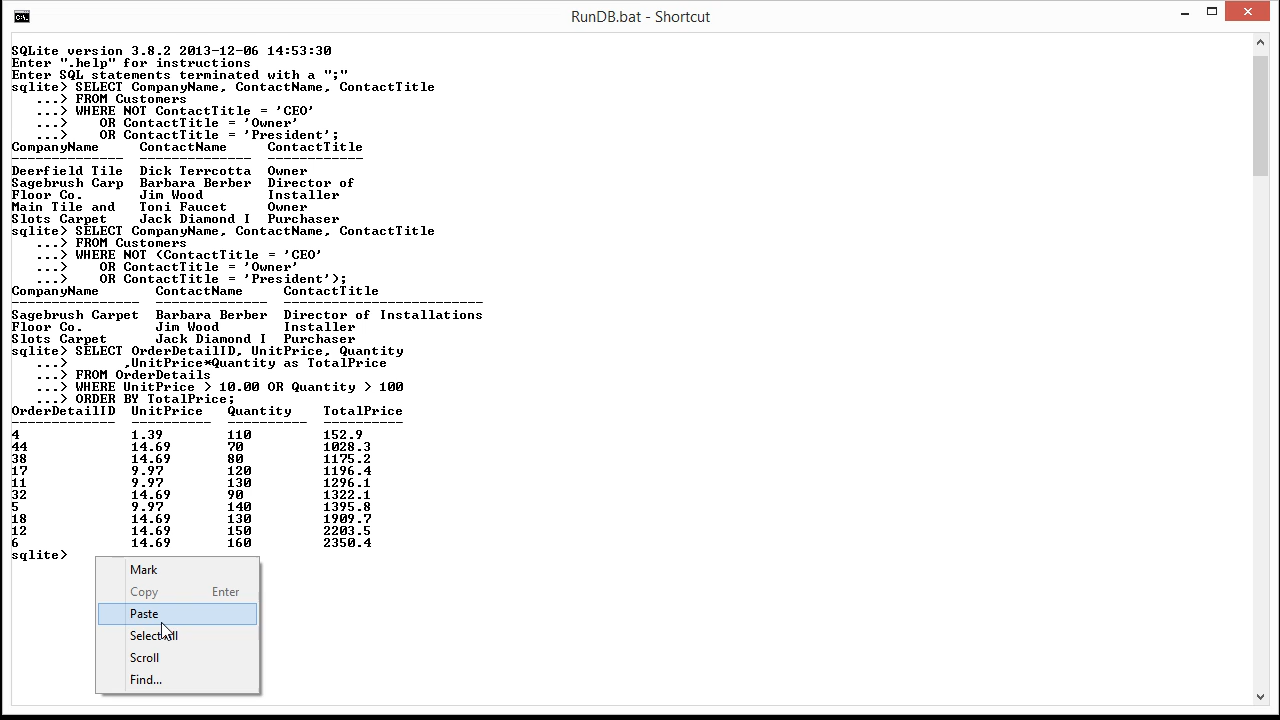 RunDB.bat - Shortcut
SQLite version 3.8.2 2013-12-06 14:53:30
Enter ".help" for instructions
Enter SQL statements terminated with a ";"
sqlite> SELECT CompanyName, ContactName, ContactTitle
   ...> FROM Customers
   ...> WHERE NOT ContactTitle = 'CEO'
   ...>    OR ContactTitle = 'Owner'
   ...>    OR ContactTitle = 'President';
CompanyName     ContactName     ContactTitle
--------------  --------------  ------------
Deerfield Tile  Dick Terrcotta  Owner
Sagebrush Carp  Barbara Berber  Director of
Floor Co.       Jim Wood        Installer
Main Tile and   Toni Faucet     Owner
Slots Carpet    Jack Diamond I  Purchaser
sqlite> SELECT CompanyName, ContactName, ContactTitle
   ...> FROM Customers
   ...> WHERE NOT (ContactTitle = 'CEO'
   ...>    OR ContactTitle = 'Owner'
   ...>    OR ContactTitle = 'President');
CompanyName       ContactName     ContactTitle
----------------  --------------  -------------------------
Sagebrush Carpet  Barbara Berber  Director of Installations
Floor Co.         Jim Wood        Installer
Slots Carpet      Jack Diamond I  Purchaser
sqlite> SELECT OrderDetailID, UnitPrice, Quantity
   ...>       ,UnitPrice*Quantity as TotalPrice
   ...> FROM OrderDetails
   ...> WHERE UnitPrice > 10.00 OR Quantity > 100
   ...> ORDER BY TotalPrice;
OrderDetailID  UnitPrice   Quantity    TotalPrice
-------------  ----------  ----------  ----------
4              1.39        110         152.9
44             14.69       70          1028.3
38             14.69       80          1175.2
17             9.97        120         1196.4
11             9.97        130         1296.1
32             14.69       90          1322.1
5              9.97        140         1395.8
18             14.69       130         1909.7
12             14.69       150         2203.5
6              14.69       160         2350.4
sqlite>
Mark
Copy Enter
Paste
Select All
Scroll
Find...